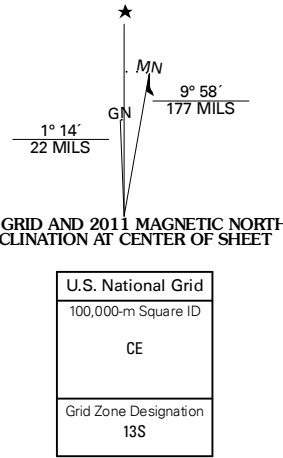 MN
GN
9° 58´
177 MILS
1° 14´
22 MILS
GRID AND 2011 MAGNETIC NORTH
CLINATION AT CENTER OF SHEET
U.S. National Grid
100,000-m Square ID
CE
Grid Zone Designation
13S